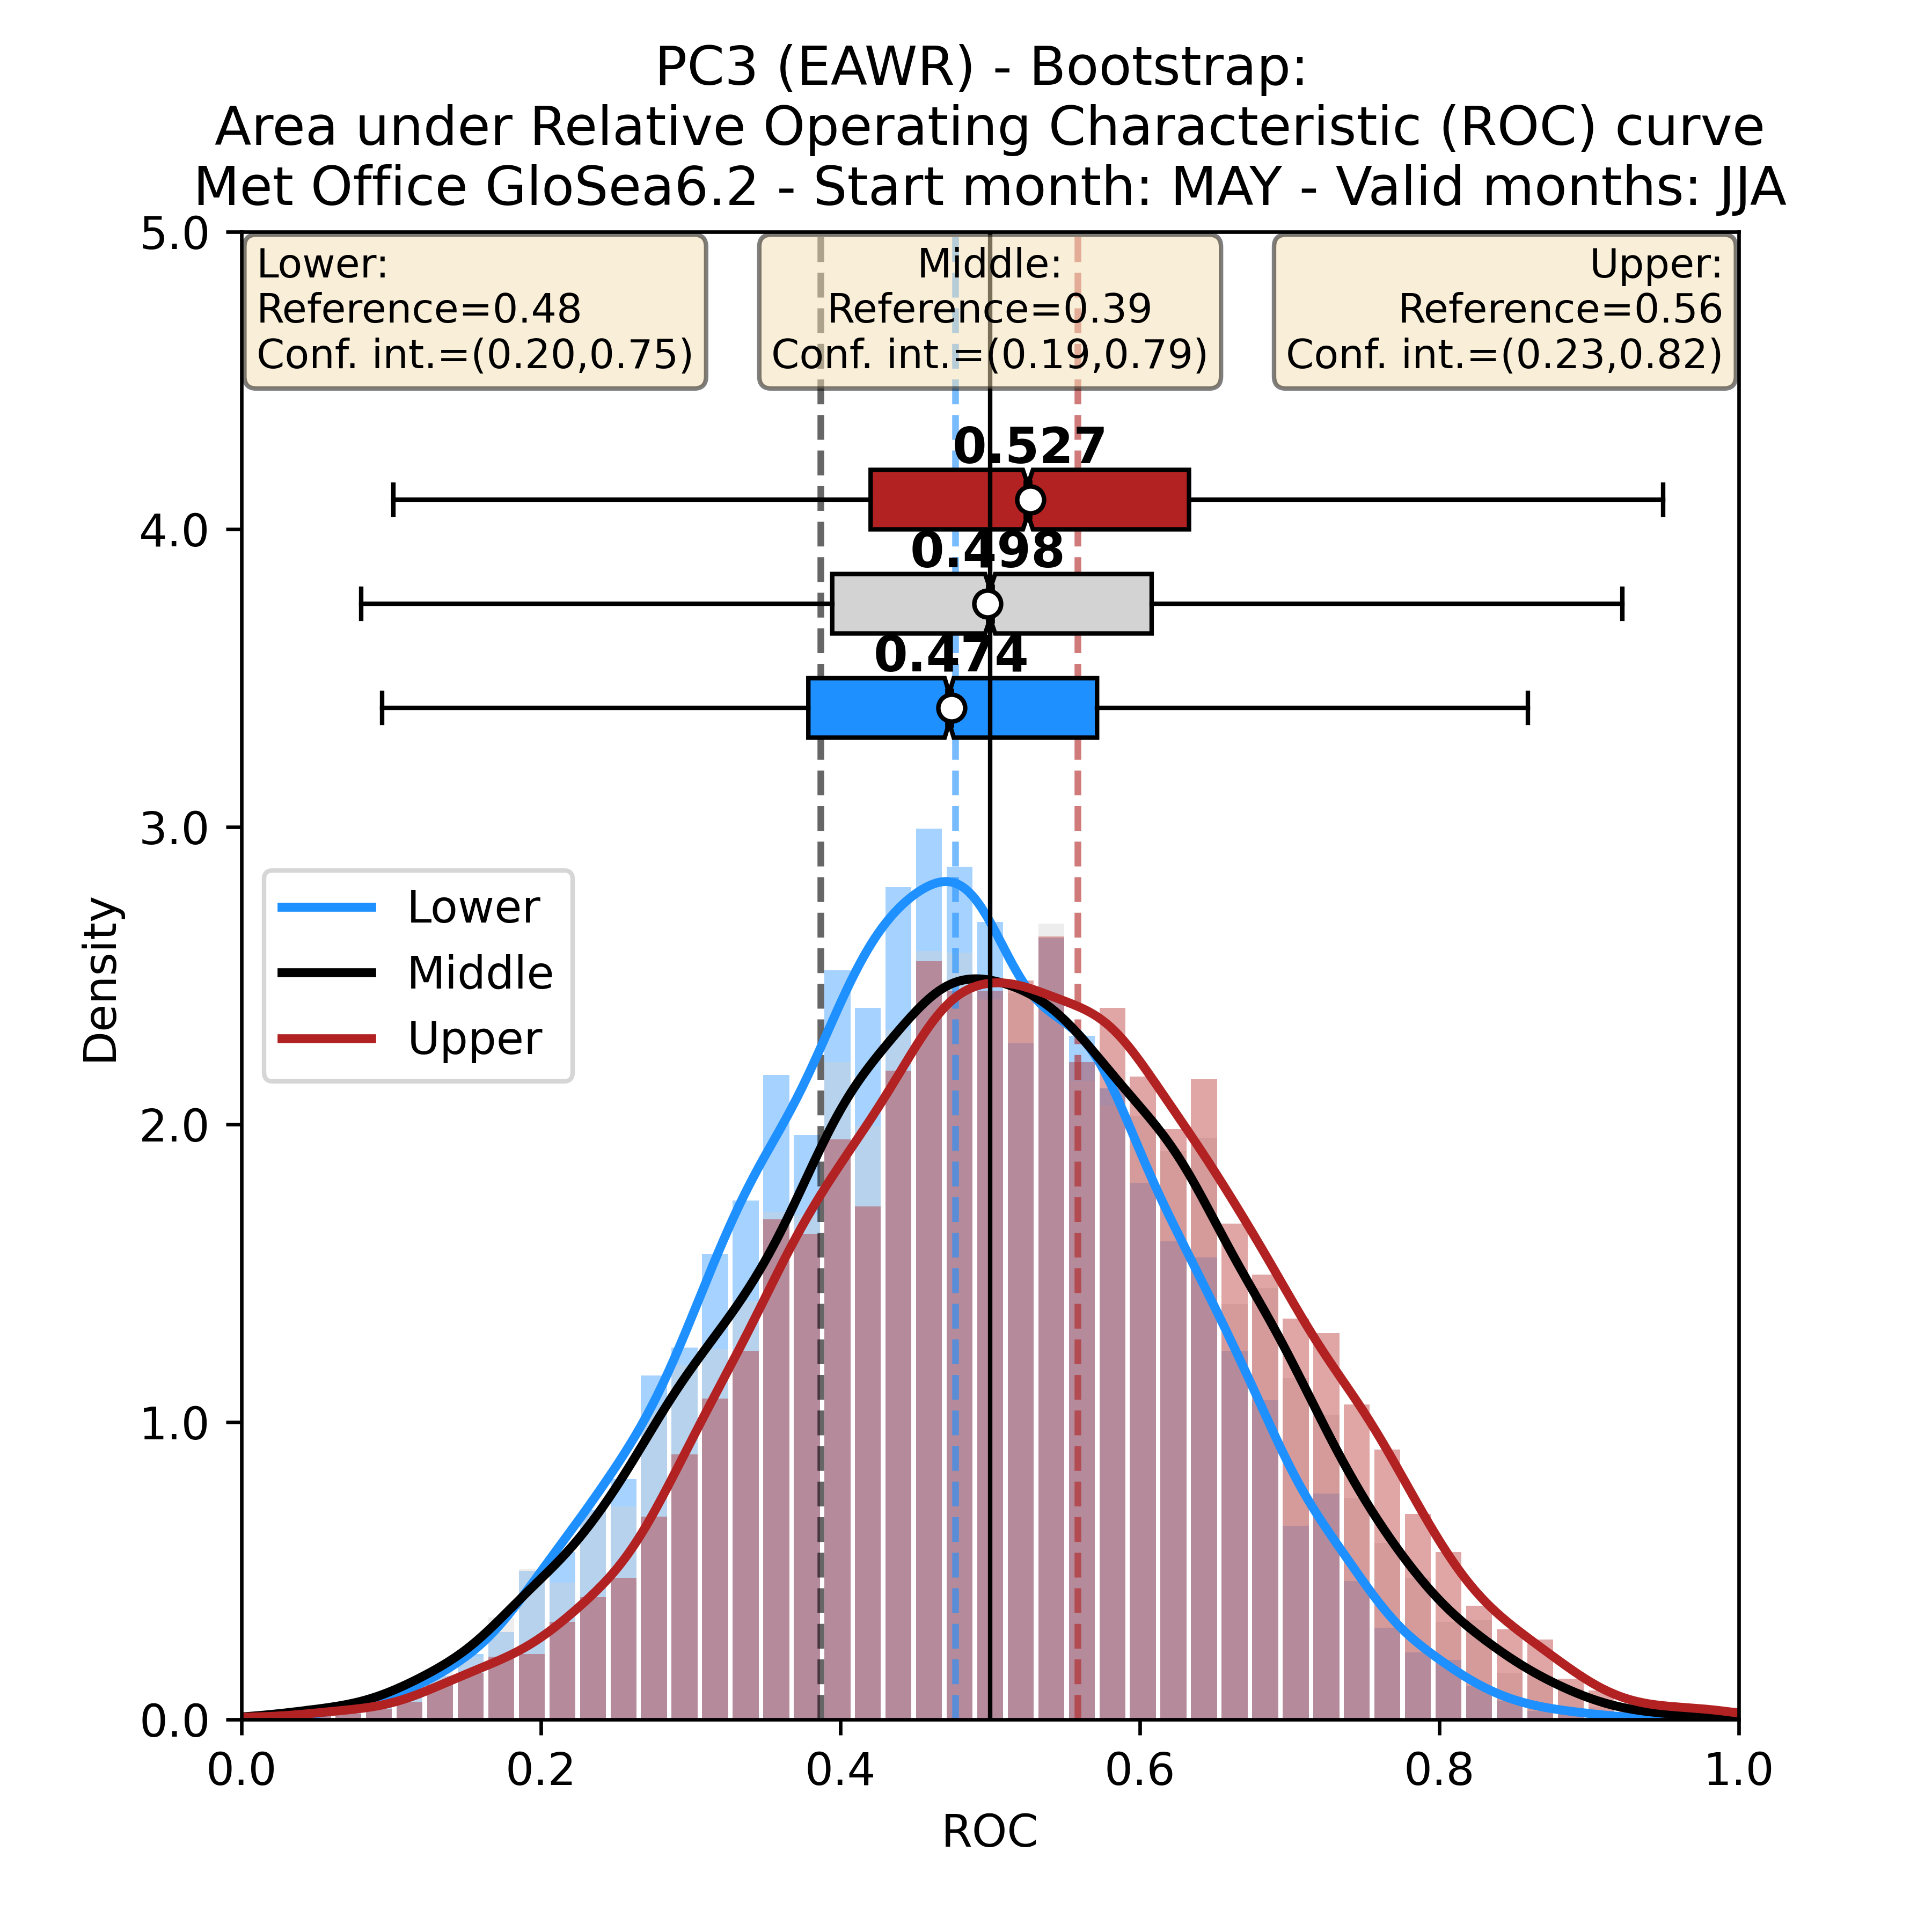 PC3 (EAWR) - Bootstrap:
Area under Relative Operating Characteristic (ROC) curve
Met Office GloSea6.2 - Start month: MAY - Valid months: JJA
Lower:
Reference=0.48
Conf. int.=(0.20,0.75)
Middle:
Reference=0.39
Conf. int.=(0.19,0.79)
Upper:
Reference=0.56
Conf. int.=(0.23,0.82)
0.527
0.498
0.474
5.0
4.0
3.0
2.0
1.0
0.0
Density
Lower
Middle
Upper
0.0 0.2 0.4 0.6 0.8 1.0
ROC